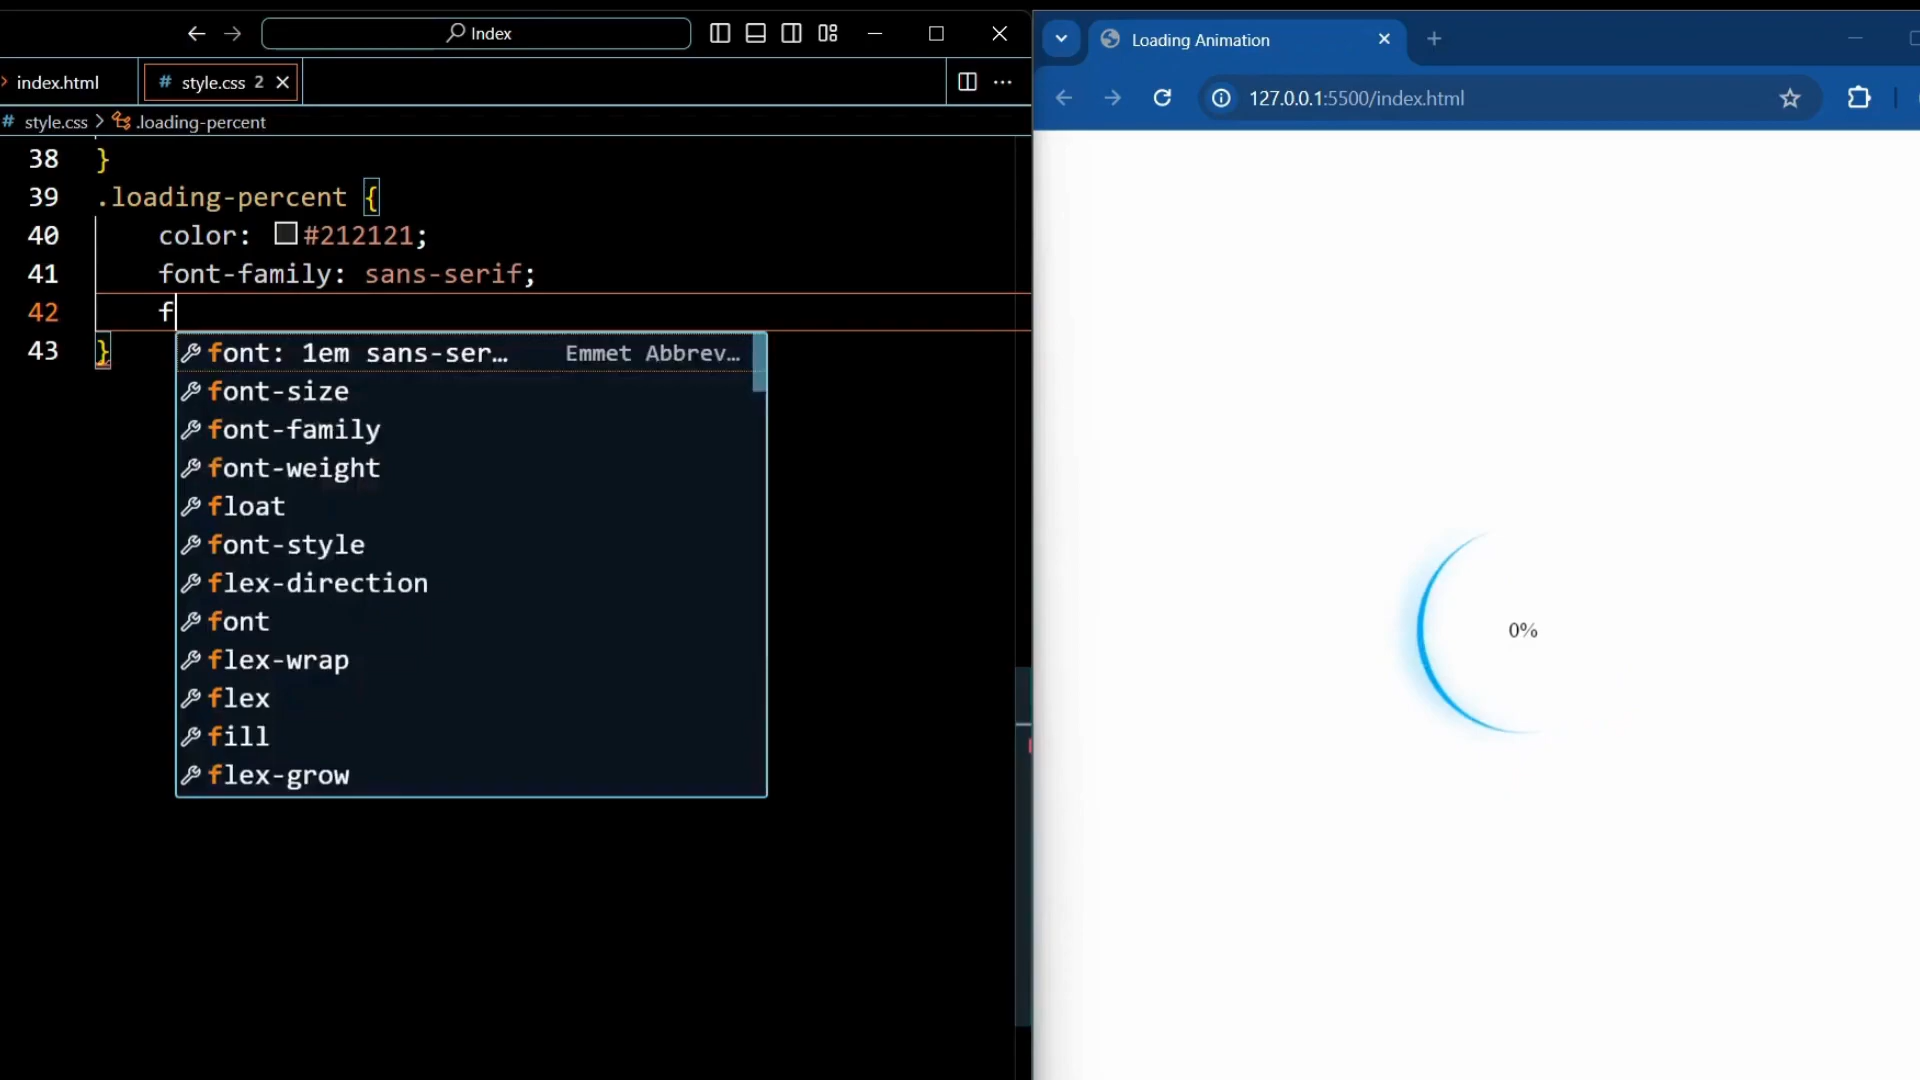 Index
index.html
# style.css 2
# style.css > .loading-percent
38 }
39 .loading-percent {
40 color: #212121;
41 font-family: sans-serif;
42 f
43 }
font: 1em sans-ser… Emmet Abbrev…
font-size
font-family
font-weight
float
font-style
flex-direction
font
flex-wrap
flex
fill
flex-grow
Loading Animation
127.0.0.1:5500/index.html
0%